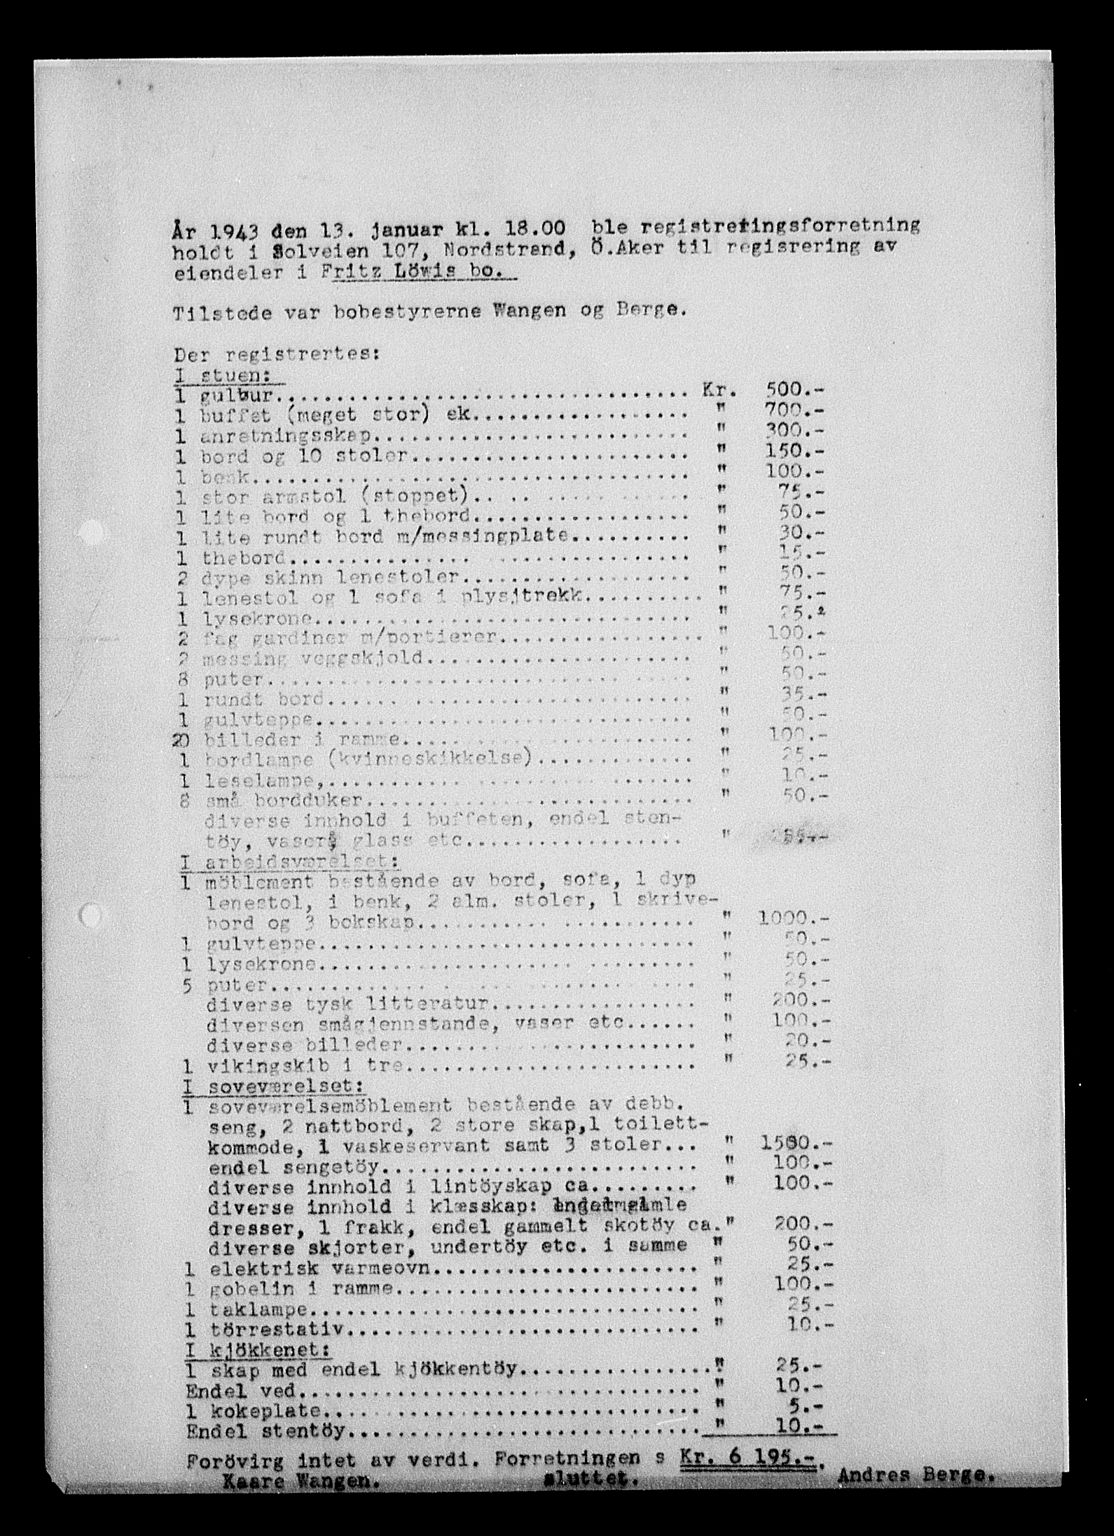 År 1943 den 13. januar kl. 18.00 ble registreringsforretning
holdt i Solveien 107, Nordstrand, Ö.Aker til regisrering av
eiendeler i Fritz Löwis bo.
Tilstede var bobestyrerne Wangen og Berge.
Der registrertes:
I stuen:
1 gulbur.................................. Kr. 500.-
1 buffet (meget stor) ek.................. " 700.-
1 anretningsskap.......................... " 300.-
1 bord og 10 stoler....................... " 150.-
1 benk.................................... " 100.-
1 stor armstol (stoppet).................. " 75.-
1 lite bord og 1 thebord.................. " 50.-
1 lite rundt bord m/messingplate.......... " 30.-
1 thebord................................. " 15.-
2 dype skinn lenestoler................... " 50.-
1 lenestol og 1 sofa i plysjtrekk.......... " 75.-
1 lysekrone............................... " 25.-
2 fag gardiner m/portierer................. " 100.-
2 messing veggskjold...................... " 50.-
8 puter................................... " 50.-
1 rundt bord.............................. " 35.-
1 gulvteppe............................... " 50.-
20 billeder i ramme........................ " 100.-
1 bordlampe (kvinneskikkelse)............. " 25.-
1 leselampe,.............................. " 10.-
8 små bordduker........................... " 50.-
diverse innhold i buffeten, endel sten-
töy, vaser, glass etc.................. "
I arbeidsværelset:
1 möblement bestående av bord, sofa, 1 dyp
lenestol, 1 benk, 2 alm. stoler, 1 skrive-
bord og 3 bokskap....................... " 1000.-
1 gulvteppe............................... " 50.-
1 lysekrone............................... " 50.-
5 puter................................... " 25.-
diverse tysk litteratur................. " 200.-
diversen smågjennstande, vaser etc...... " 100.-
diverse billeder........................ " 20.-
1 vikingskib i tre........................ " 25.-
I soveværelset:
1 soveværelsemöblement bestående av debb.
seng, 2 nattbord, 2 store skap,1 toilett-
kommode, 1 vaskeservant samt 3 stoler... " 1500.-
endel sengetöy.......................... " 100.-
diverse innhold i lintöyskap ca......... " 100.-
diverse innhold i klæsskap:
dresser, 1 frakk, endel gammelt skotöy ca." 200.-
diverse skjorter, undertöy etc. i samme " 50.-
1 elektrisk varmeovn...................... " 25.-
1 gobelin i ramme......................... " 100.-
1 taklampe................................ " 25.-
1 törrestativ............................. " 10.-
I kjökkenet:
1 skap med endel kjökkentöy................" 25.-
Endel ved................................. " 10.-
1 kokeplate............................... " 5.-
Endel stentöy............................. " 10.-
Forövirg intet av verdi. Forretningen s Kr. 6 195.-.
Kaare Wangen. sluttet. Andres Berge.